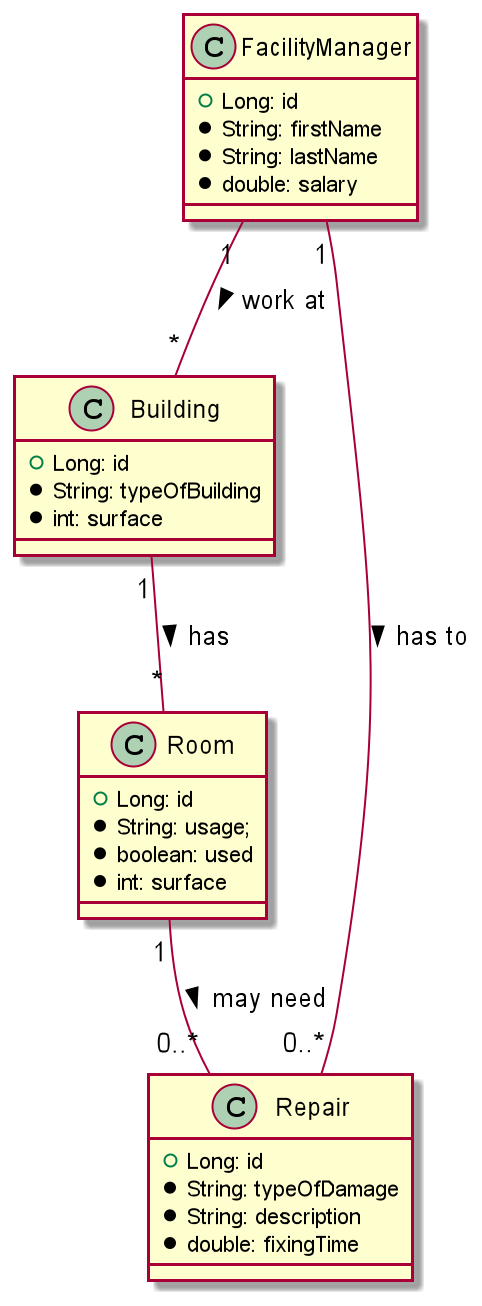 C FacilityManager
Long: id
String: firstName
String: lastName
double: salary
1
1
work at
*
C Building
Long: id
String: typeOfBuilding
int: surface
1
has
has to
*
C Room
Long: id
String: usage;
boolean: used
int: surface
1
may need
0..*
0..*
C Repair
Long: id
String: typeOfDamage
String: description
double: fixingTime